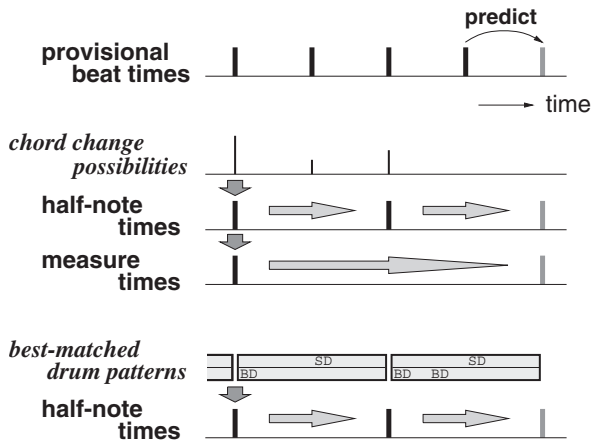 predict
provisional
beat times
time
chord change
possibilities
half-note
times
measure
times
best-matched
drum patterns
SD SD
BD BD BD
half-note
times